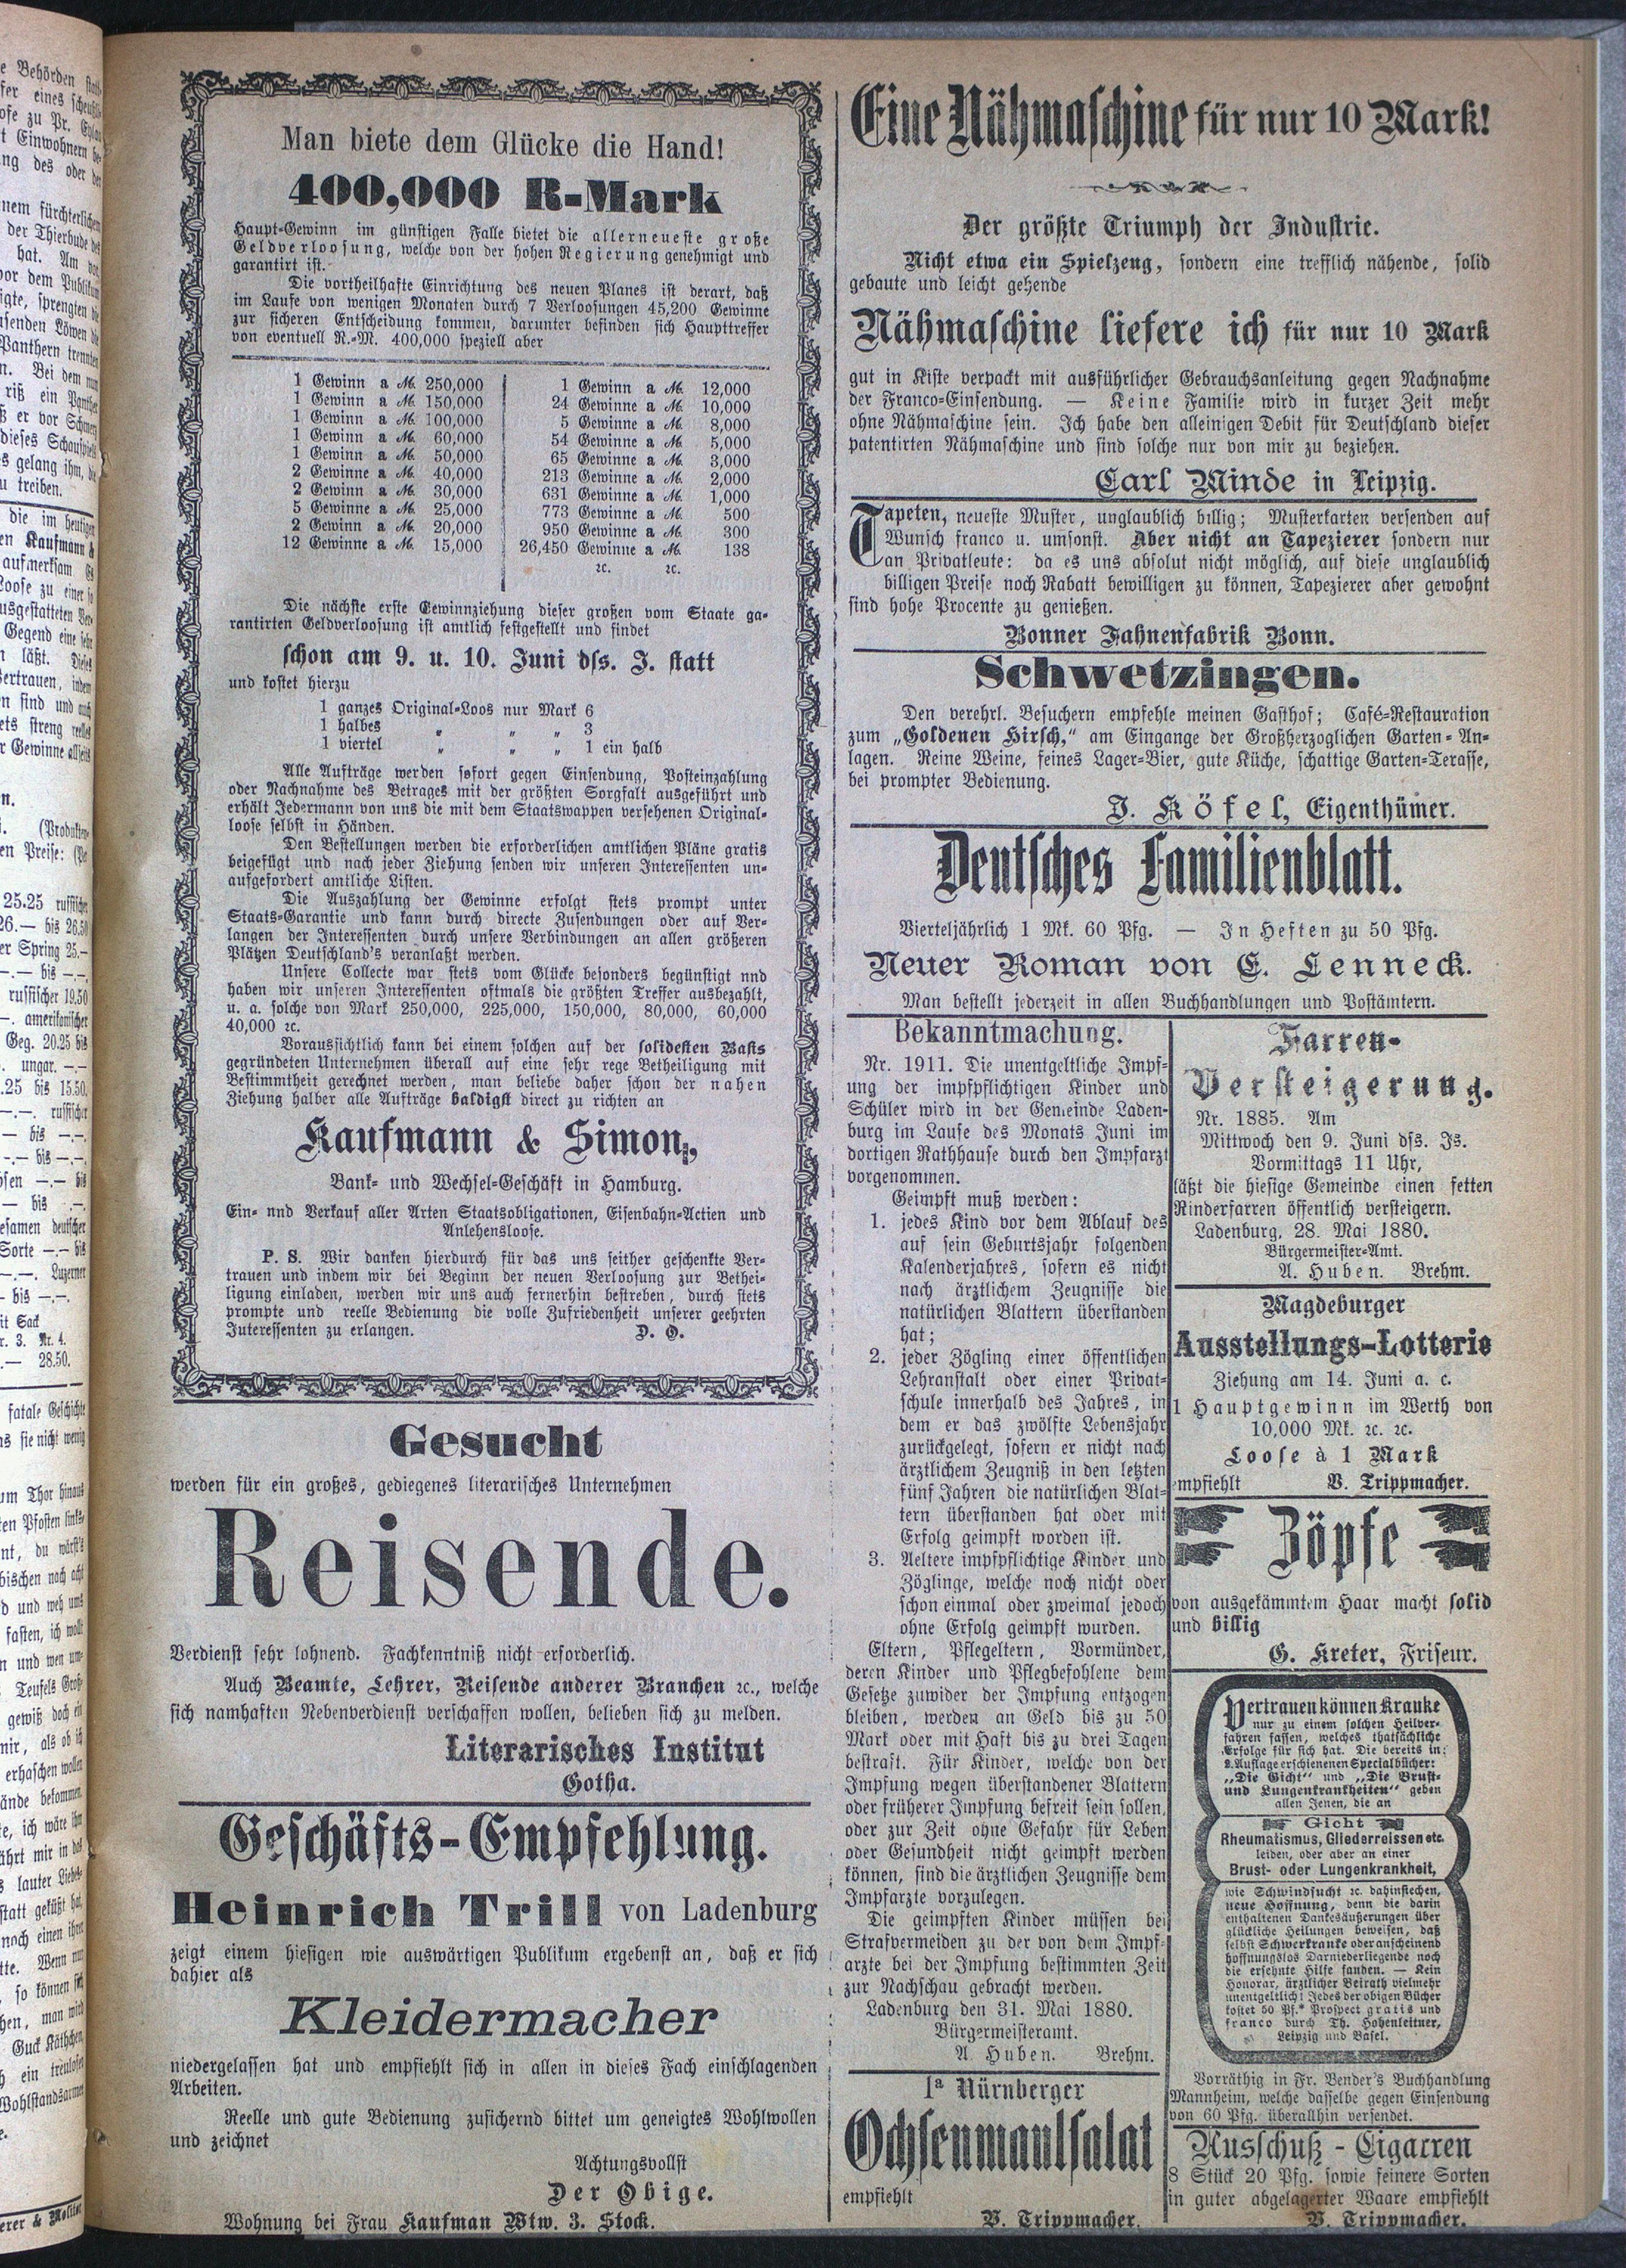 Man biete dem Glücke die Hand!
400,000 R-Mark
Haupt-Gewinn im günstigen Falle bietet die allerneueste große
Geldverloosung, welche von der hohen Regierung genehmigt und
garantirt ist.
Die vortheilhafte Einrichtung des neuen Planes ist derart, daß
im Laufe von wenigen Monaten durch 7 Verloosungen 45,200 Gewinne
zur sicheren Entscheidung kommen, darunter befinden sich Haupttreffer
von eventuell R.-M. 400,000 speziell aber
1 Gewinn a M. 250,000
1 Gewinn a M. 150,000
1 Gewinn a M. 100,000
1 Gewinn a M. 60,000
1 Gewinn a M. 50,000
2 Gewinne a M. 40,000
2 Gewinn a M. 30,000
5 Gewinne a M. 25,000
2 Gewinn a M. 20,000
12 Gewinne a M. 15,000
1 Gewinn a M. 12,000
24 Gewinne a M. 10,000
5 Gewinne a M. 8,000
54 Gewinne a M. 5,000
65 Gewinne a M. 3,000
213 Gewinne a M. 2,000
631 Gewinne a M. 1,000
773 Gewinne a M. 500
950 Gewinne a M. 300
26,450 Gewinne a M. 138
ꝛc. ꝛc.
Die nächste erste Gewinnziehung dieser großen vom Staate ga-
rantirten Geldverloosung ist amtlich festgestellt und findet
schon am 9. u. 10. Juni dss. J. statt
und kostet hierzu
1 ganzes Original-Loos nur Mark 6
1 halbes „ „ „ 3
1 viertel „ „ „ 1 ein halb
Alle Aufträge werden sofort gegen Einsendung, Posteinzahlung
oder Nachnahme des Betrages mit der größten Sorgfalt ausgeführt und
erhält Jedermann von uns die mit dem Staatswappen versehenen Original-
loose selbst in Händen.
Den Bestellungen werden die erforderlichen amtlichen Pläne gratis
beigefügt und nach jeder Ziehung senden wir unseren Interessenten un-
aufgefordert amtliche Listen.
Die Auszahlung der Gewinne erfolgt stets prompt unter
Staats-Garantie und kann durch directe Zusendungen oder auf Ver-
langen der Interessenten durch unsere Verbindungen an allen größeren
Plätzen Deutschland's veranlaßt werden.
Unsere Collecte war stets vom Glücke besonders begünstigt nnd
haben wir unseren Interessenten oftmals die größten Treffer ausbezahlt,
u. a. solche von Mark 250,000, 225,000, 150,000, 80,000, 60,000
40,000 ꝛc.
Voraussichtlich kann bei einem solchen auf der solidesten Basis
gegründeten Unternehmen überall auf eine sehr rege Betheiligung mit
Bestimmtheit gerechnet werden, man beliebe daher schon der nahen
Ziehung halber alle Aufträge baldigst direct zu richten an
Kaufmann & Simon,
Bank- und Wechsel-Geschäft in Hamburg.
Ein- nnd Verkauf aller Arten Staatsobligationen, Eisenbahn-Actien und
Anlehensloose.
P. S. Wir danken hierdurch für das uns seither geschenkte Ver-
trauen und indem wir bei Beginn der neuen Verloosung zur Bethei-
ligung einladen, werden wir uns auch fernerhin bestreben, durch stets
prompte und reelle Bedienung die volle Zufriedenheit unserer geehrten
Interessenten zu erlangen. D. O.
Gesucht
werden für ein großes, gediegenes literarisches Unternehmen
Reisende.
Verdienst sehr lohnend. Fachkenntniß nicht erforderlich.
Auch Beamte, Lehrer, Reisende anderer Branchen ꝛc., welche
sich namhaften Nebenverdienst verschaffen wollen, belieben sich zu melden.
Literarisches Institut
Gotha.
Geschäfts-Empfehlung.
Heinrich Trill von Ladenburg
zeigt einem hiesigen wie auswärtigen Publikum ergebenst an, daß er sich
dahier als
Kleidermacher
niedergelassen hat und empfiehlt sich in allen in dieses Fach einschlagenden
Arbeiten.
Reelle und gute Bedienung zusichernd bittet um geneigtes Wohlwollen
und zeichnet
Achtungsvollst
Der Obige.
Wohnung bei Frau Kaufman Wtw. 3. Stock.
Eine Nähmaschine für nur 10 Mark!
Der größte Triumph der Industrie.
Nicht etwa ein Spielzeug, sondern eine trefflich nähende, solid
gebaute und leicht gehende
Nähmaschine liefere ich für nur 10 Mark
gut in Kiste verpackt mit ausführlicher Gebrauchsanleitung gegen Nachnahme
der Franco-Einsendung. — Keine Familie wird in kurzer Zeit mehr
ohne Nähmaschine sein. Ich habe den alleinigen Debit für Deutschland dieser
patentirten Nähmaschine und sind solche nur von mir zu beziehen.
Carl Minde in Leipzig.
Tapeten, neueste Muster, unglaublich billig; Musterkarten versenden auf
Wunsch franco u. umsonst. Aber nicht an Tapezierer sondern nur
an Privatleute: da es uns absolut nicht möglich, auf diese unglaublich
billigen Preise noch Rabatt bewilligen zu können, Tapezierer aber gewohnt
sind hohe Procente zu genießen.
Bonner Fahnenfabrik Bonn.
Schwetzingen.
Den verehrl. Besuchern empfehle meinen Gasthof; Café-Restauration
zum „Goldenen Hirsch," am Eingange der Großherzoglichen Garten-An-
lagen. Reine Weine, feines Lager-Bier, gute Küche, schattige Garten-Terasse,
bei prompter Bedienung.
J. Köfel, Eigenthümer.
Deutsches Familienblatt.
Vierteljährlich 1 Mk. 60 Pfg. — In Heften zu 50 Pfg.
Neuer Roman von E. Lenneck.
Man bestellt jederzeit in allen Buchhandlungen und Postämtern.
Bekanntmachung.
Nr. 1911. Die unentgeltliche Impf-
ung der impfpflichtigen Kinder und
Schüler wird in der Gemeinde Laden-
burg im Laufe des Monats Juni im
dortigen Rathhause durch den Impfarzt
vorgenommen.
Geimpft muß werden:
1. jedes Kind vor dem Ablauf des
auf sein Geburtsjahr folgenden
Kalenderjahres, sofern es nicht
nach ärztlichem Zeugnisse die
natürlichen Blattern überstanden
hat;
2. jeder Zögling einer öffentlichen
Lehranstalt oder einer Privat-
schule innerhalb des Jahres, in
dem er das zwölfte Lebensjahr
zurückgelegt, sofern er nicht nach
ärztlichem Zeugniß in den letzten
fünf Jahren die natürlichen Blat-
tern überstanden hat oder mit
Erfolg geimpft worden ist.
3. Aeltere impfpflichtige Kinder und
Zöglinge, welche noch nicht oder
schon einmal oder zweimal jedoch
ohne Erfolg geimpft wurden.
Eltern, Pflegeltern, Vormünder,
deren Kinder und Pflegbefohlene dem
Gesetze zuwider der Impfung entzogen
bleiben, werden an Geld bis zu 50
Mark oder mit Haft bis zu drei Tagen
bestraft. Für Kinder, welche von der
Impfung wegen überstandener Blattern
oder früherer Impfung befreit sein sollen,
oder zur Zeit ohne Gefahr für Leben
oder Gesundheit nicht geimpft werden
können, sind die ärztlichen Zeugnisse dem
Impfarzte vorzulegen.
Die geimpften Kinder müssen bei
Strafvermeiden zu der von dem Impf-
arzte bei der Impfung bestimmten Zeit
zur Nachschau gebracht werden.
Ladenburg den 31. Mai 1880.
Bürgermeisteramt.
A Huben. Brehm.
Iª Nürnberger
Ochsenmaulsalat
empfiehlt
V. Trippmacher.
Farren-
Versteigerung.
Nr. 1885. Am
Mittwoch den 9. Juni dss. Js.
Vormittags 11 Uhr,
läßt die hiesige Gemeinde einen fetten
Rinderfarren öffentlich versteigern.
Ladenburg, 28. Mai 1880.
Bürgermeister-Amt.
A. Huben. Brehm.
Magdeburger
Ausstellungs-Lotterie
Ziehung am 14. Juni a. c.
1 Hauptgewinn im Werth von
10,000 Mk. ꝛc. ꝛc.
Loose à 1 Mark
empfiehlt V. Trippmacher.
Zöpfe
von ausgekämmtem Haar macht solid
und billig
G. Kreter, Friseur.
Vertrauen können Kranke
nur zu einem solchen Heilver-
fahren fassen, welches thatsächliche
Erfolge für sich hat. Die bereits in
2. Auflage erschienenen Specialbücher:
„Die Gicht" und „Die Brust-
und Lungenkrankheiten" geben
allen Jenen, die an
Gicht
Rheumatismus, Gliederreissen etc.
leiden, oder aber an einer
Brust- oder Lungenkrankheit,
wie Schwindsucht ꝛc. dahinsiechen,
neue Hoffnung, denn die darin
enthaltenen Dankesäußerungen über
glückliche Heilungen beweisen, daß
selbst Schwerkranke oder anscheinend
hoffnungslos Darniederliegende noch
die ersehnte Hilfe fanden. — Kein
Honorar, ärztlicher Beirath vielmehr
unentgeltlich! Jedes der obigen Bücher
kostet 50 Pf.* Prospect gratis und
franco durch Th. Hohenleitner,
Leipzig und Basel.
Vorräthig in Fr. Bender's Buchhandlung
Mannheim, welche dasselbe gegen Einsendung
von 60 Pfg. überallhin versendet.
Ausschuß-Cigarren
8 Stück 20 Pfg. sowie feinere Sorten
in guter abgelagerter Waare empfiehlt
V. Trippmacher.